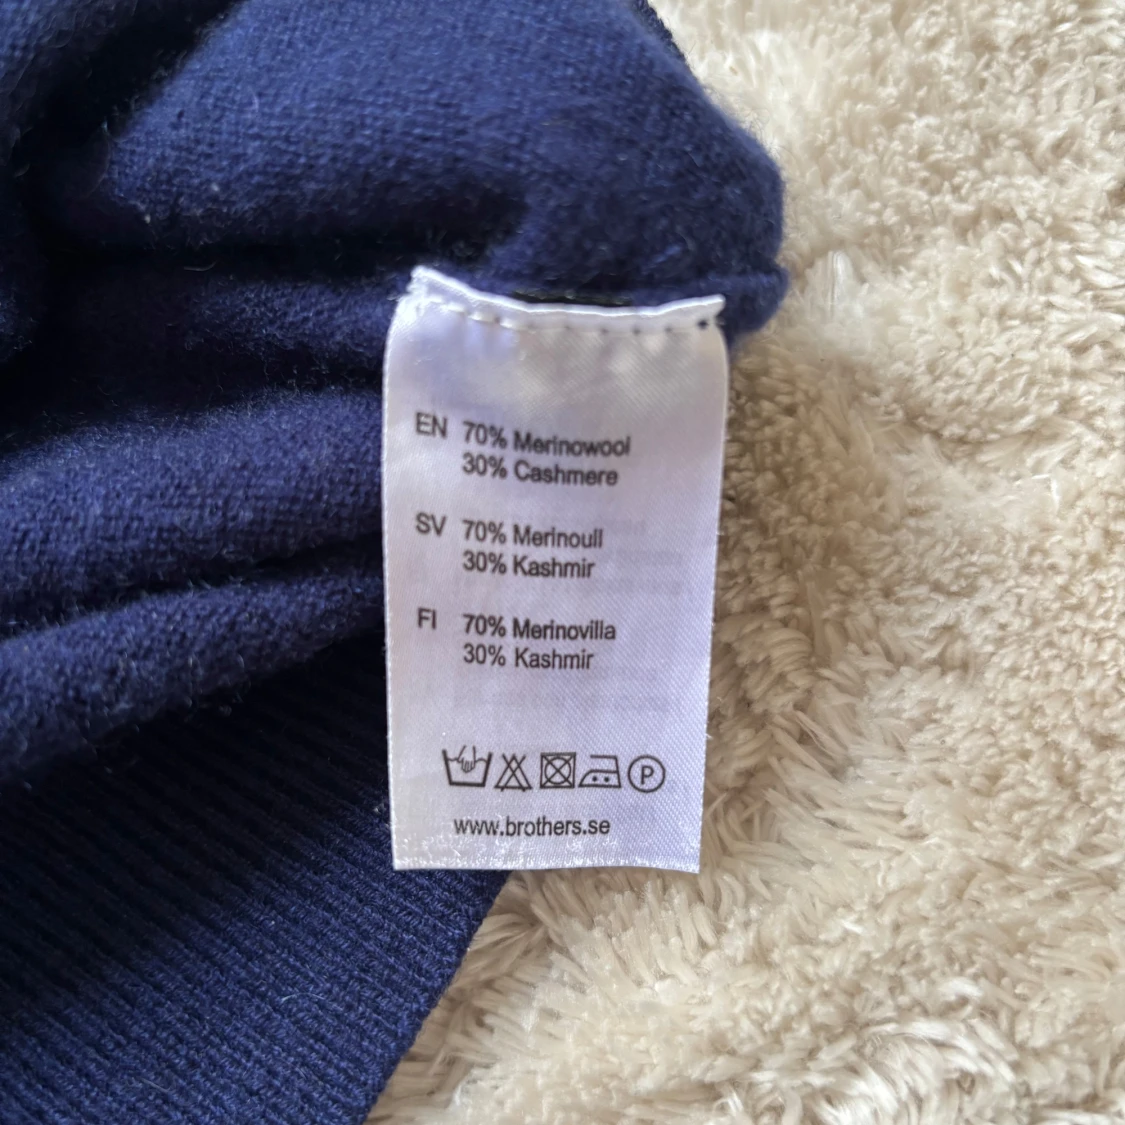 EN 70% Merinowool
30% Cashmere
SV 70% Merinoull
30% Kashmir
FI 70% Merinovilla
30% Kashmir
P
www.brothers.se